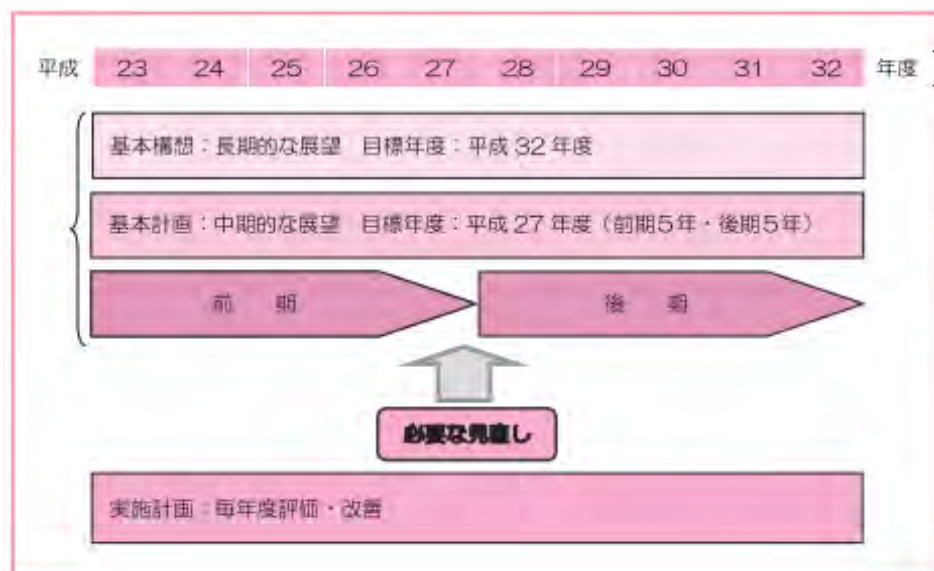 平成 23 24 25 26 27 28 29 30 31 32 年度
基本構想：長期的な展望 目標年度：平成 32 年度
基本計画：中期的な展望 目標年度：平成 27 年度（前期5年・後期5年）
前 期 後 期
必要な見直し
実施計画：毎年度評価・改善